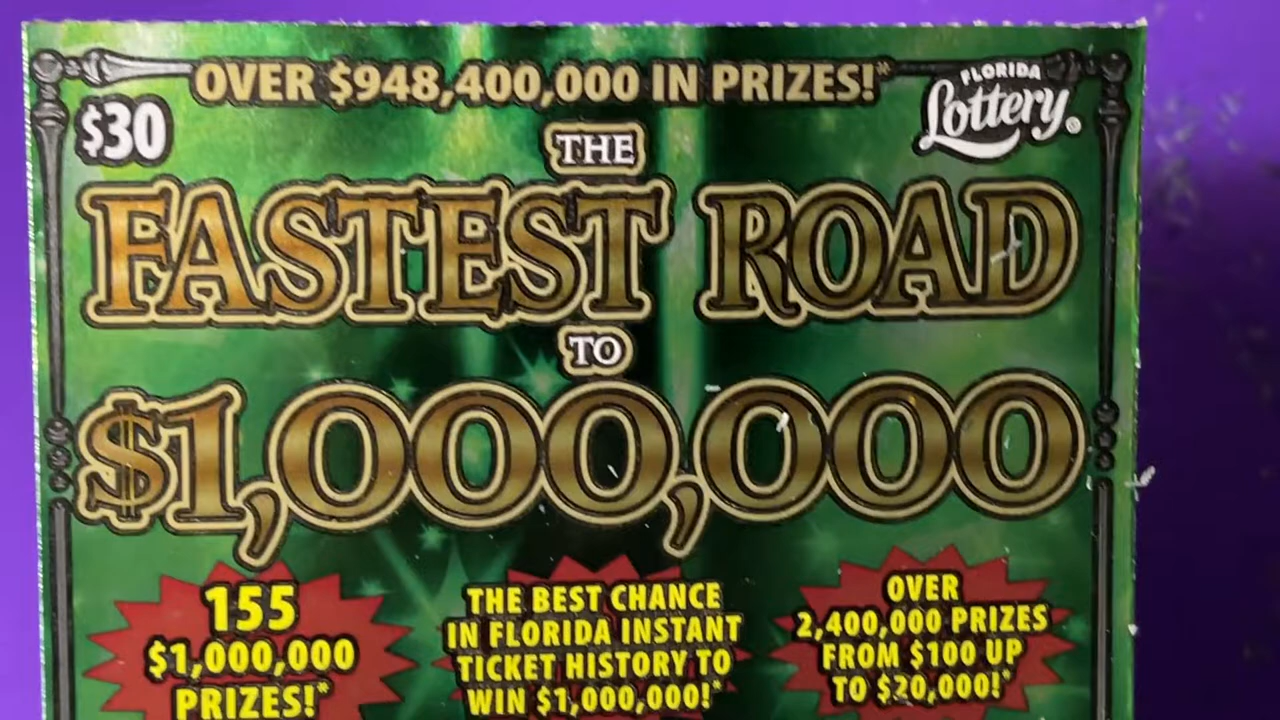 OVER $948,400,000 IN PRIZES!*
$30
FLORIDA
Lottery®
THE
FASTEST ROAD
TO
$1,000,000
155
$1,000,000
PRIZES!*
THE BEST CHANCE
IN FLORIDA INSTANT
TICKET HISTORY TO
WIN $1,000,000!*
OVER
2,400,000 PRIZES
FROM $100 UP
TO $20,000!*